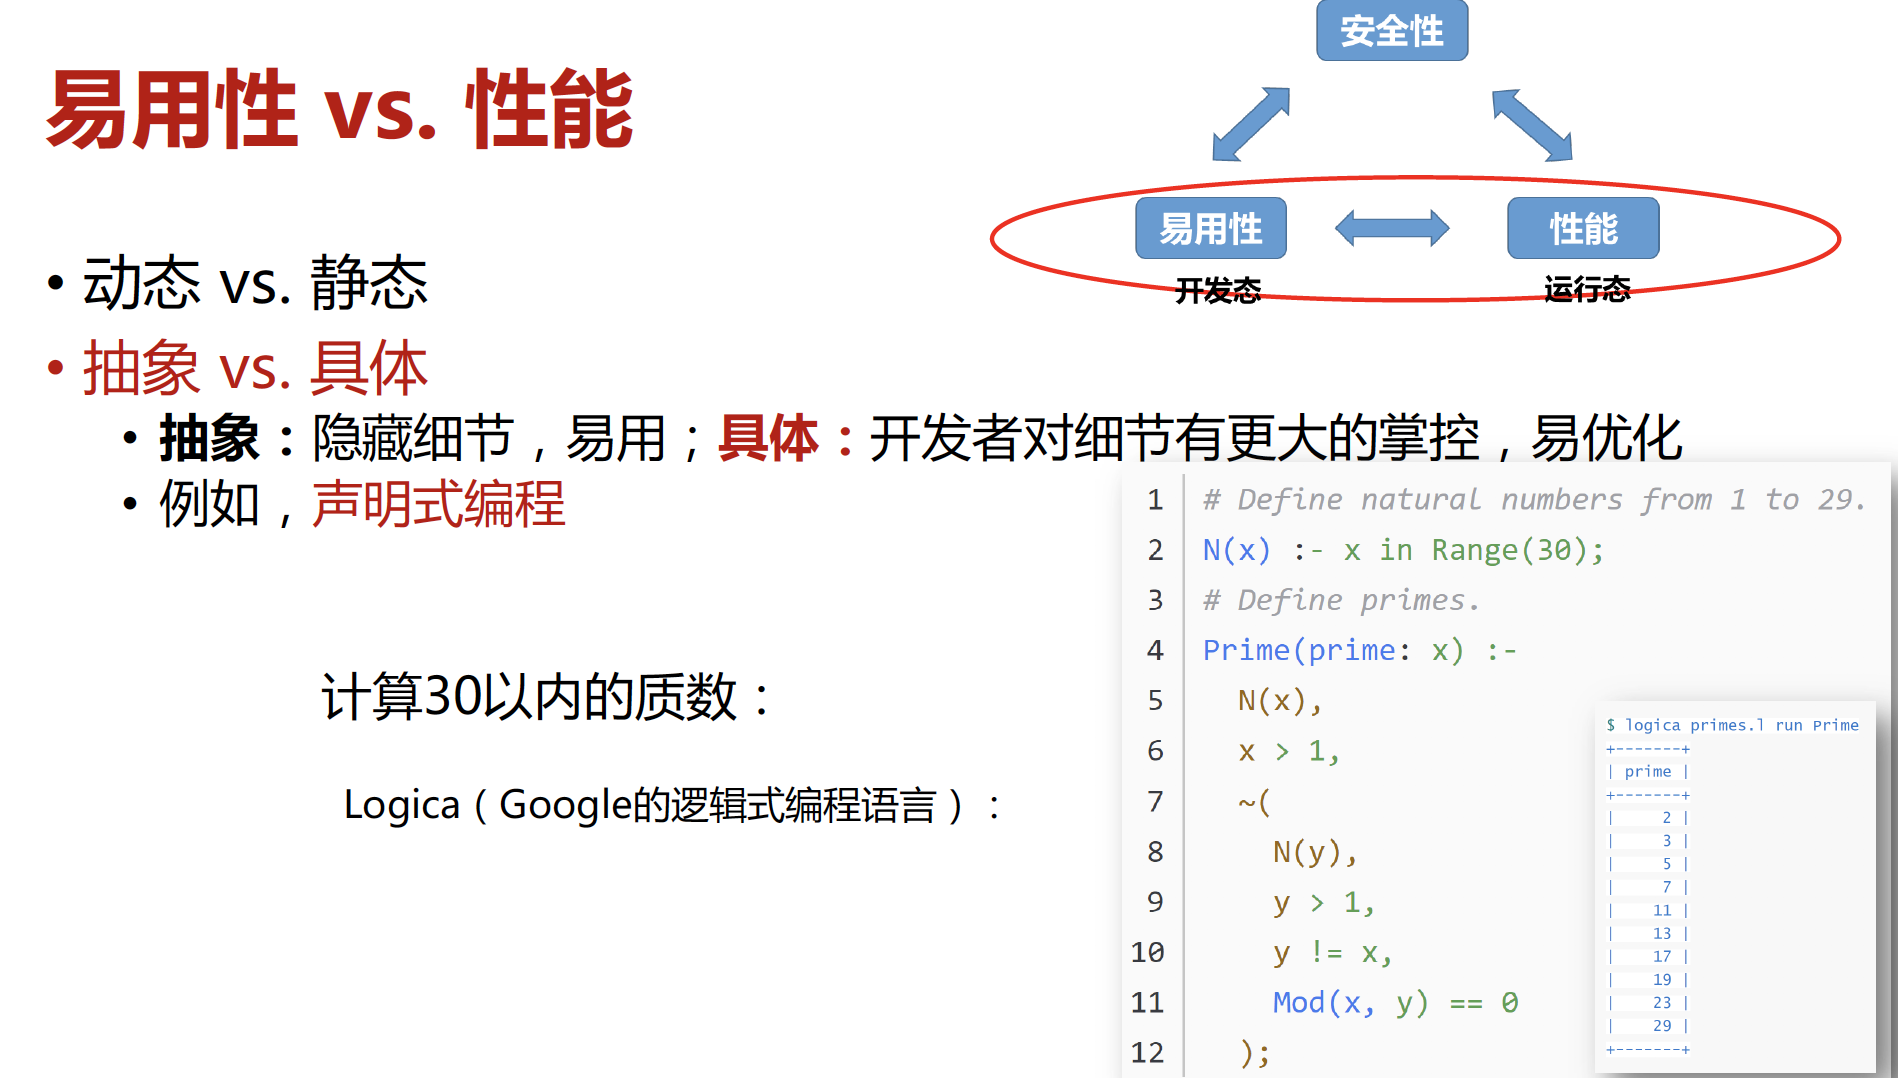 安全性
易用性 vs. 性能
易用性
性能
开发态
运行态
• 动态 vs. 静态
• 抽象 vs. 具体
• 抽象：隐藏细节，易用；具体：开发者对细节有更大的掌控，易优化
• 例如，声明式编程
计算30以内的质数：
Logica（Google的逻辑式编程语言）：
1 # Define natural numbers from 1 to 29.
2 N(x) :- x in Range(30);
3 # Define primes.
4 Prime(prime: x) :-
5 N(x),
6 x > 1,
7 ~(
8 N(y),
9 y > 1,
10 y != x,
11 Mod(x, y) == 0
12 );
$ logica primes.l run Prime
+-------+
| prime |
+-------+
| 2 |
| 3 |
| 5 |
| 7 |
| 11 |
| 13 |
| 17 |
| 19 |
| 23 |
| 29 |
+-------+